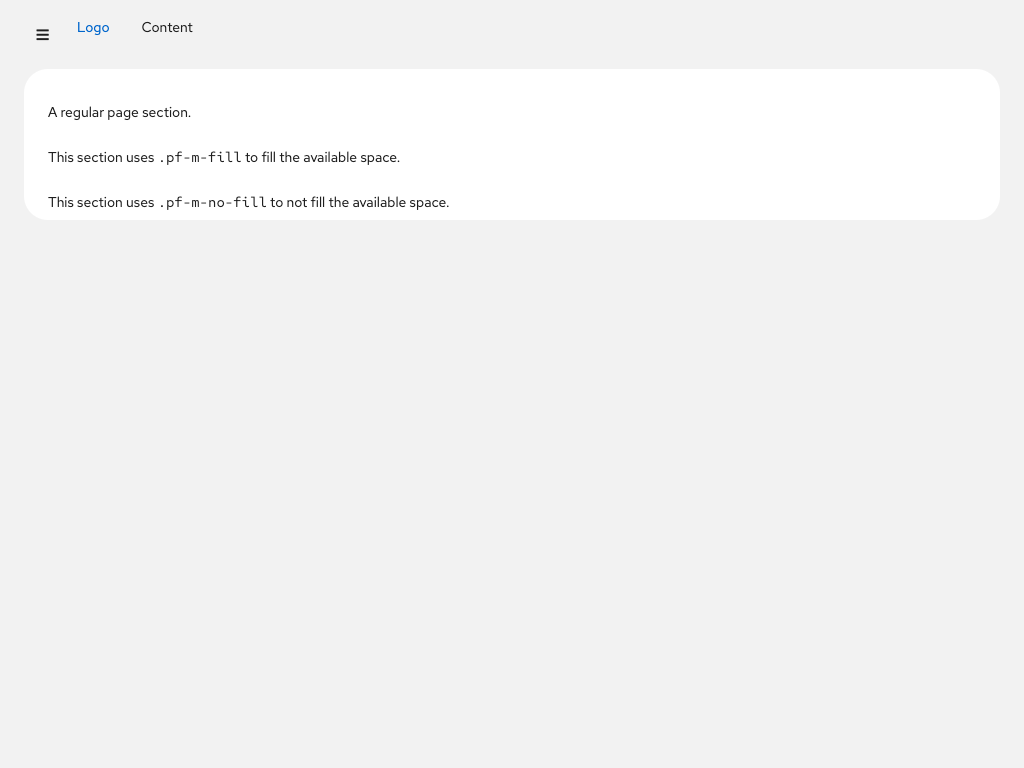 Logo Content
A regular page section.
This section uses .pf-m-fill to fill the available space.
This section uses .pf-m-no-fill to not fill the available space.